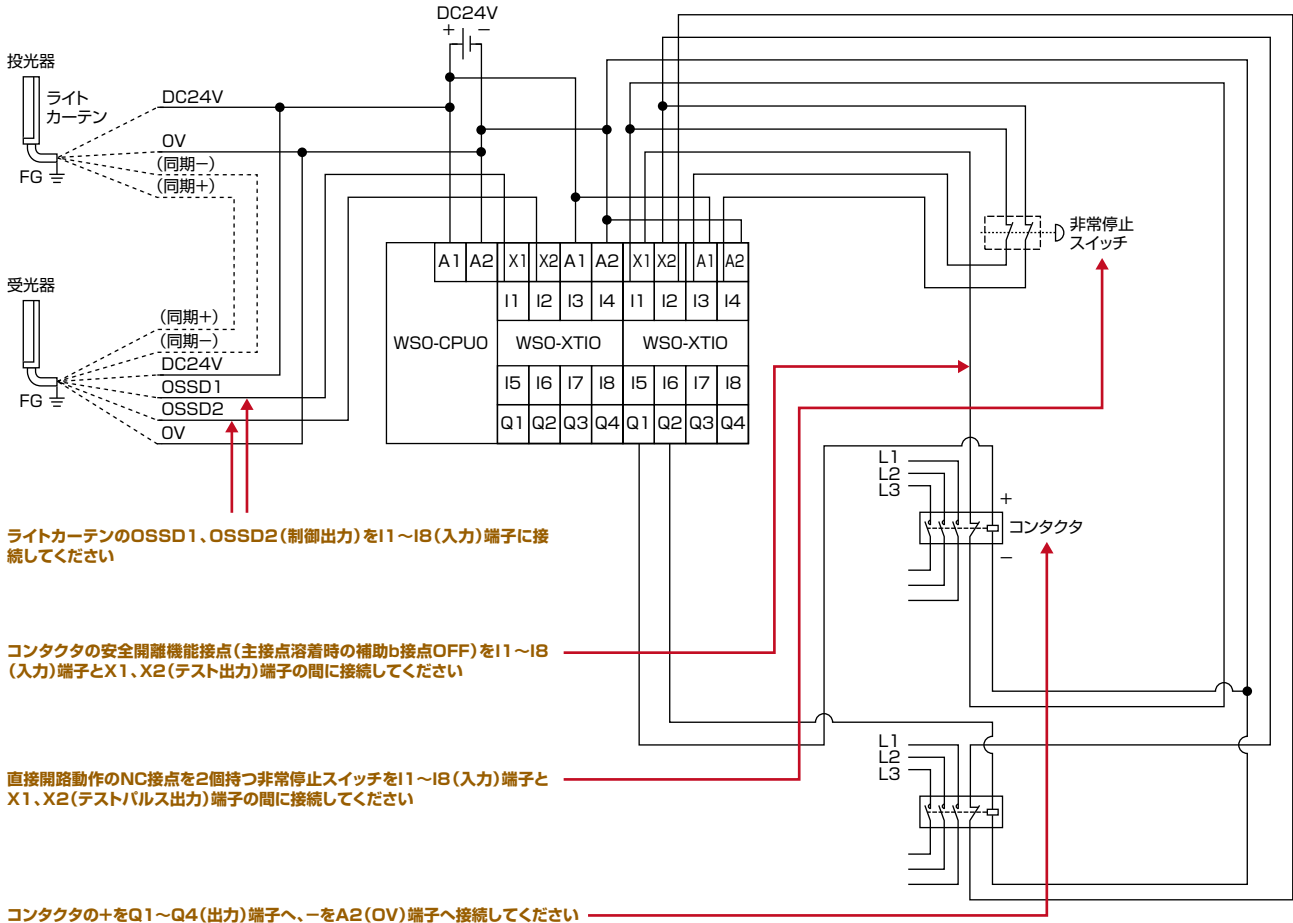 DC24V
+ −
投光器
ライト
カーテン
DC24V
0V
(同期−)
(同期+)
FG
非常停止
スイッチ
A1 A2 X1 X2 A1 A2 X1 X2 A1 A2
I1 I2 I3 I4 I1 I2 I3 I4
WS0-CPU0 WS0-XTIO WS0-XTIO
I5 I6 I7 I8 I5 I6 I7 I8
Q1 Q2 Q3 Q4 Q1 Q2 Q3 Q4
受光器
(同期+)
(同期−)
DC24V
OSSD1
OSSD2
0V
FG
L1
L2
L3
+
コンタクタ
−
ライトカーテンのOSSD1、OSSD2(制御出力)をI1〜I8(入力)端子に接
続してください
コンタクタの安全開離機能接点(主接点溶着時の補助b接点OFF)をI1〜I8
(入力)端子とX1、X2(テスト出力)端子の間に接続してください
L1
L2
L3
直接開路動作のNC接点を2個持つ非常停止スイッチをI1〜I8(入力)端子と
X1、X2(テストパルス出力)端子の間に接続してください
コンタクタの+をQ1〜Q4(出力)端子へ、−をA2(0V)端子へ接続してください